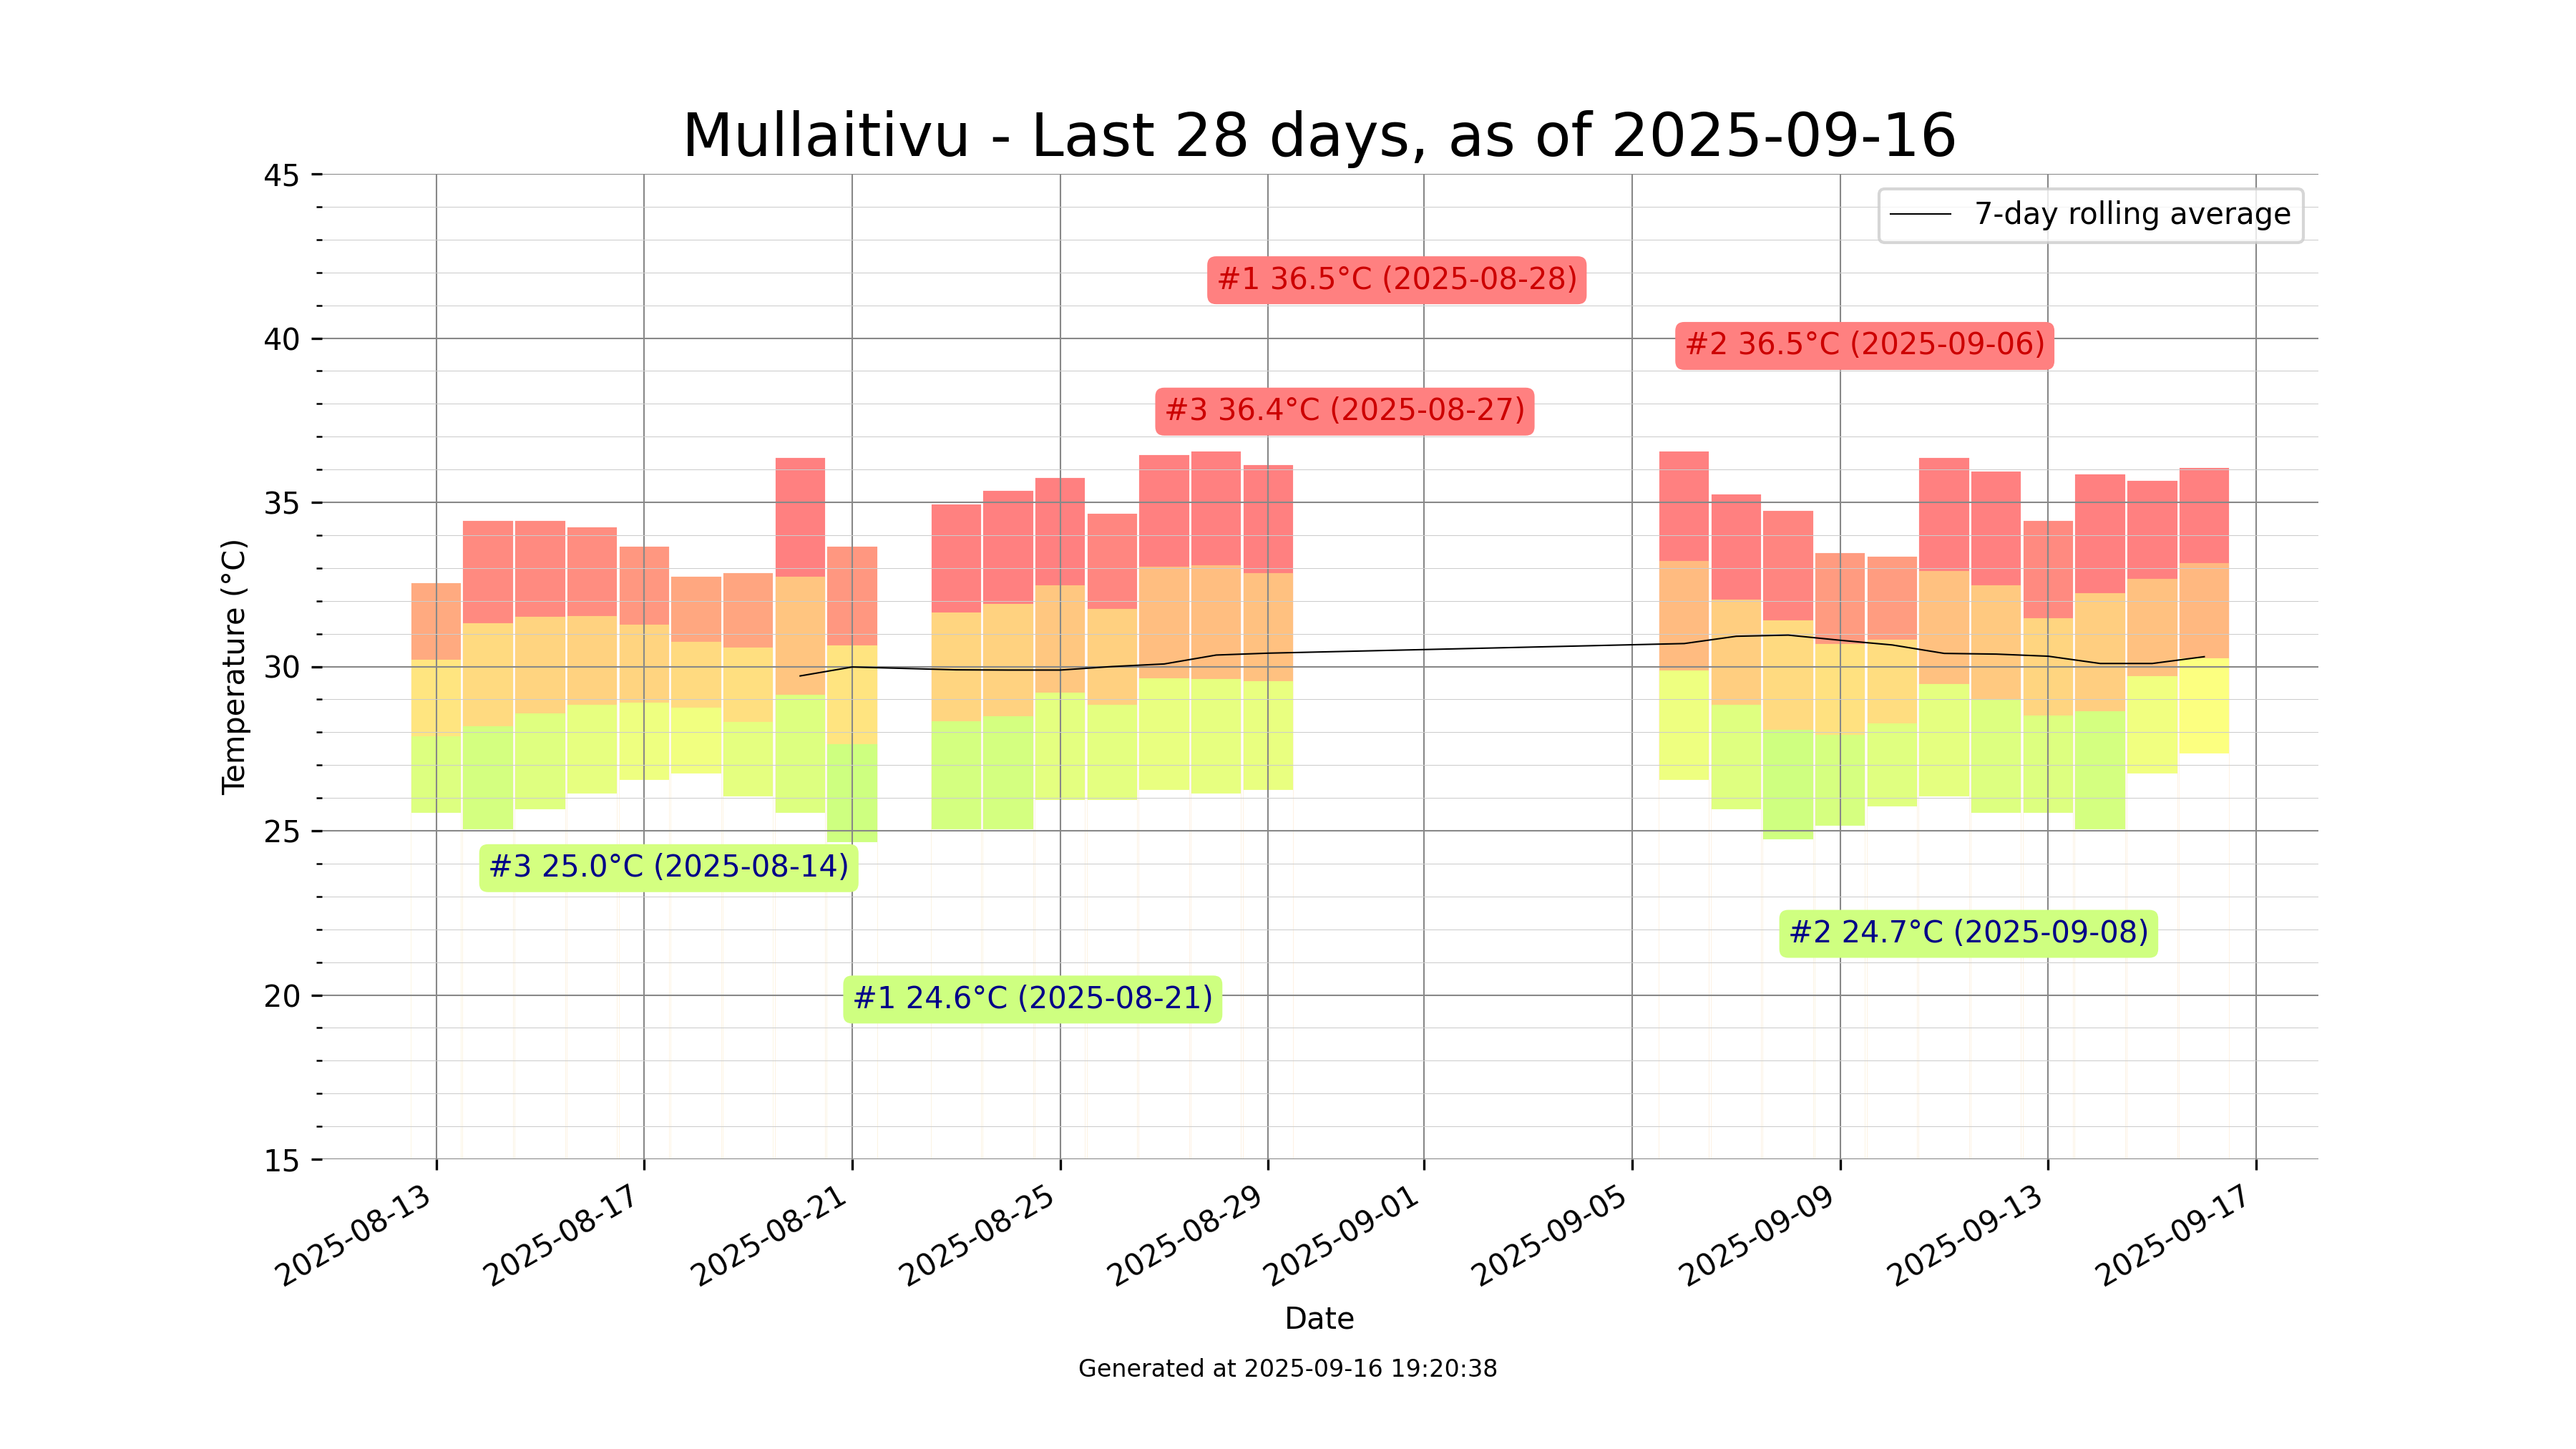 Mullaitivu - Last 28 days, as of 2025-09-16
45
40
35
30
25
20
15
Temperature (°C)
7-day rolling average
#1 36.5°C (2025-08-28)
#2 36.5°C (2025-09-06)
#3 36.4°C (2025-08-27)
#3 25.0°C (2025-08-14)
#2 24.7°C (2025-09-08)
#1 24.6°C (2025-08-21)
2025-08-13
2025-08-17
2025-08-21
2025-08-25
2025-08-29
2025-09-01
2025-09-05
2025-09-09
2025-09-13
2025-09-17
Date
Generated at 2025-09-16 19:20:38